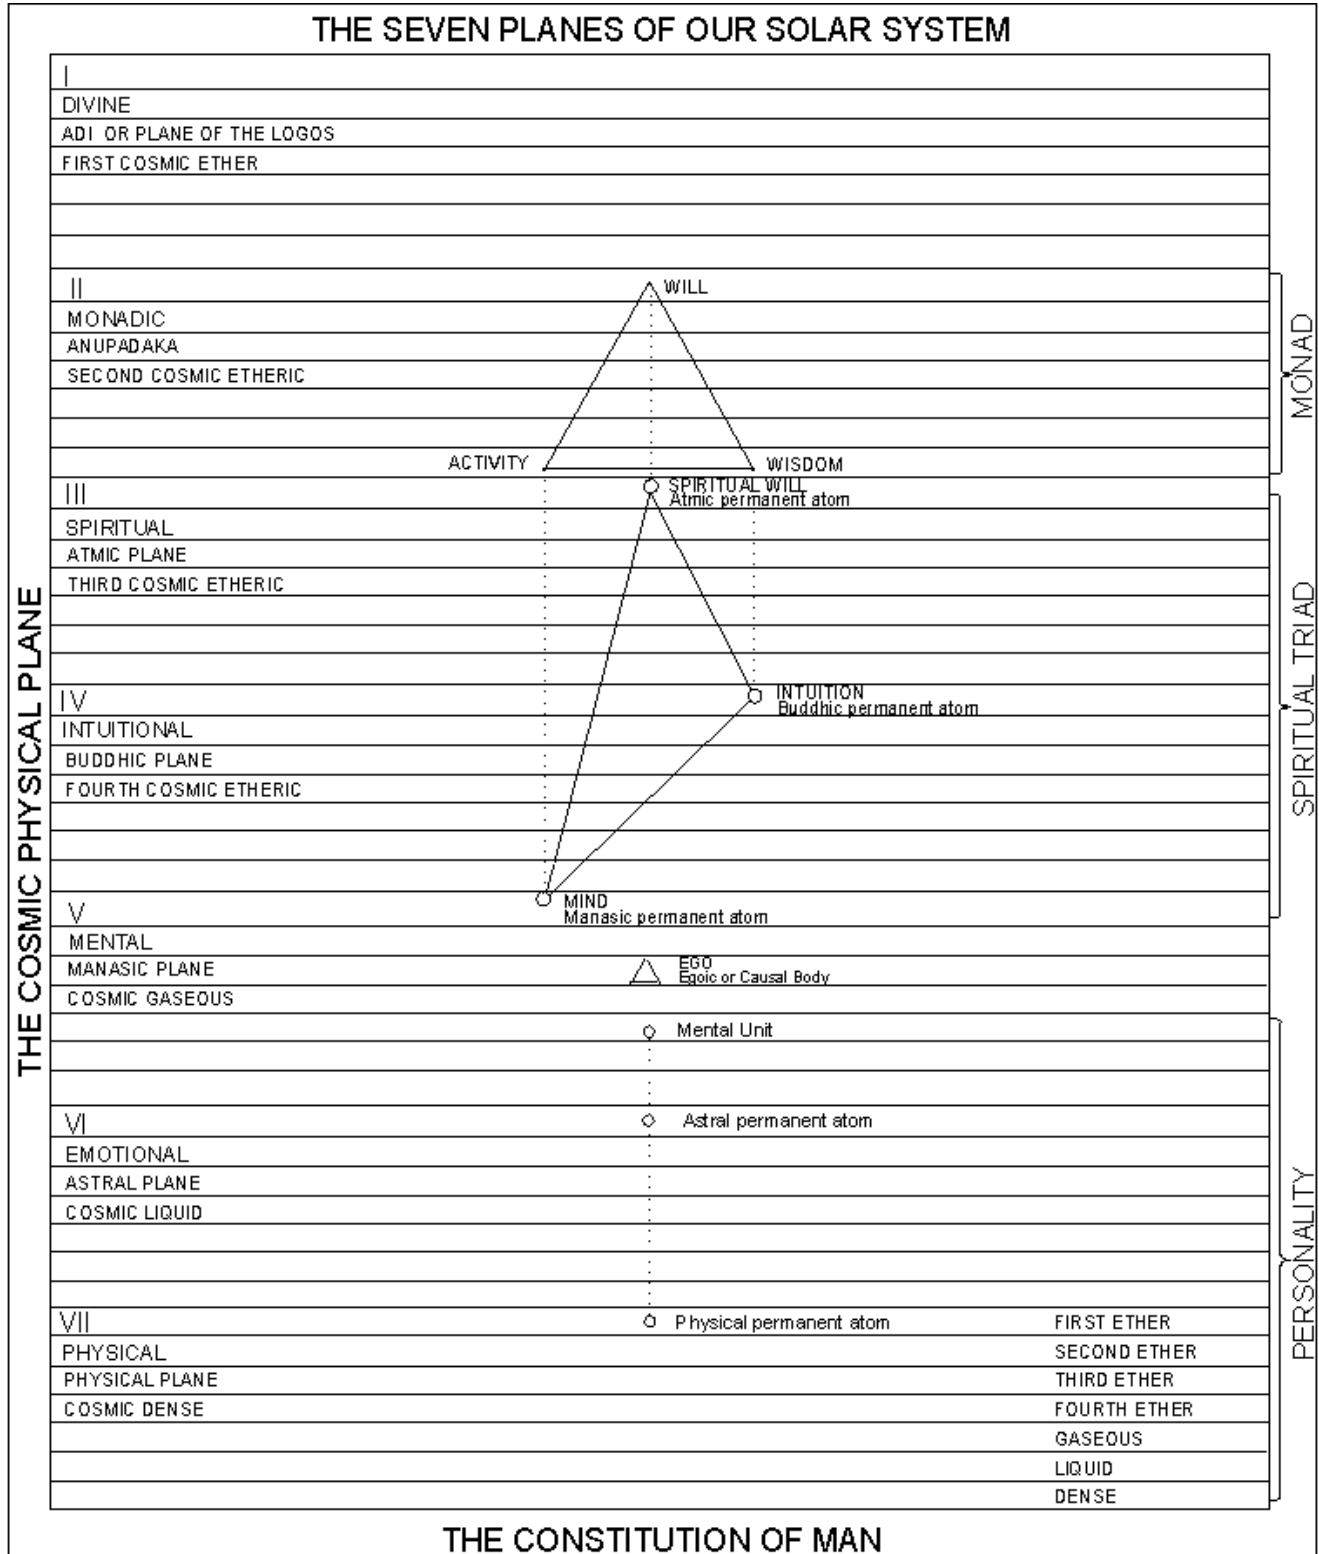 THE SEVEN PLANES OF OUR SOLAR SYSTEM
I
DIVINE
ADI OR PLANE OF THE LOGOS
FIRST COSMIC ETHER
II
WILL
MONADIC
ANUPADAKA
SECOND COSMIC ETHERIC
ACTIVITY
WISDOM
MONAD
III
SPIRITUAL WILL
Atmic permanent atom
SPIRITUAL
ATMIC PLANE
THIRD COSMIC ETHERIC
IV
INTUITION
Buddhic permanent atom
INTUITIONAL
BUDDHIC PLANE
FOURTH COSMIC ETHERIC
SPIRITUAL TRIAD
THE COSMIC PHYSICAL PLANE
V
MIND
Manasic permanent atom
MENTAL
MANASIC PLANE
EGO
Egoic or Causal Body
COSMIC GASEOUS
Mental Unit
VI
Astral permanent atom
EMOTIONAL
ASTRAL PLANE
COSMIC LIQUID
PERSONALITY
VII
Physical permanent atom
FIRST ETHER
PHYSICAL
SECOND ETHER
PHYSICAL PLANE
THIRD ETHER
COSMIC DENSE
FOURTH ETHER
GASEOUS
LIQUID
DENSE
THE CONSTITUTION OF MAN